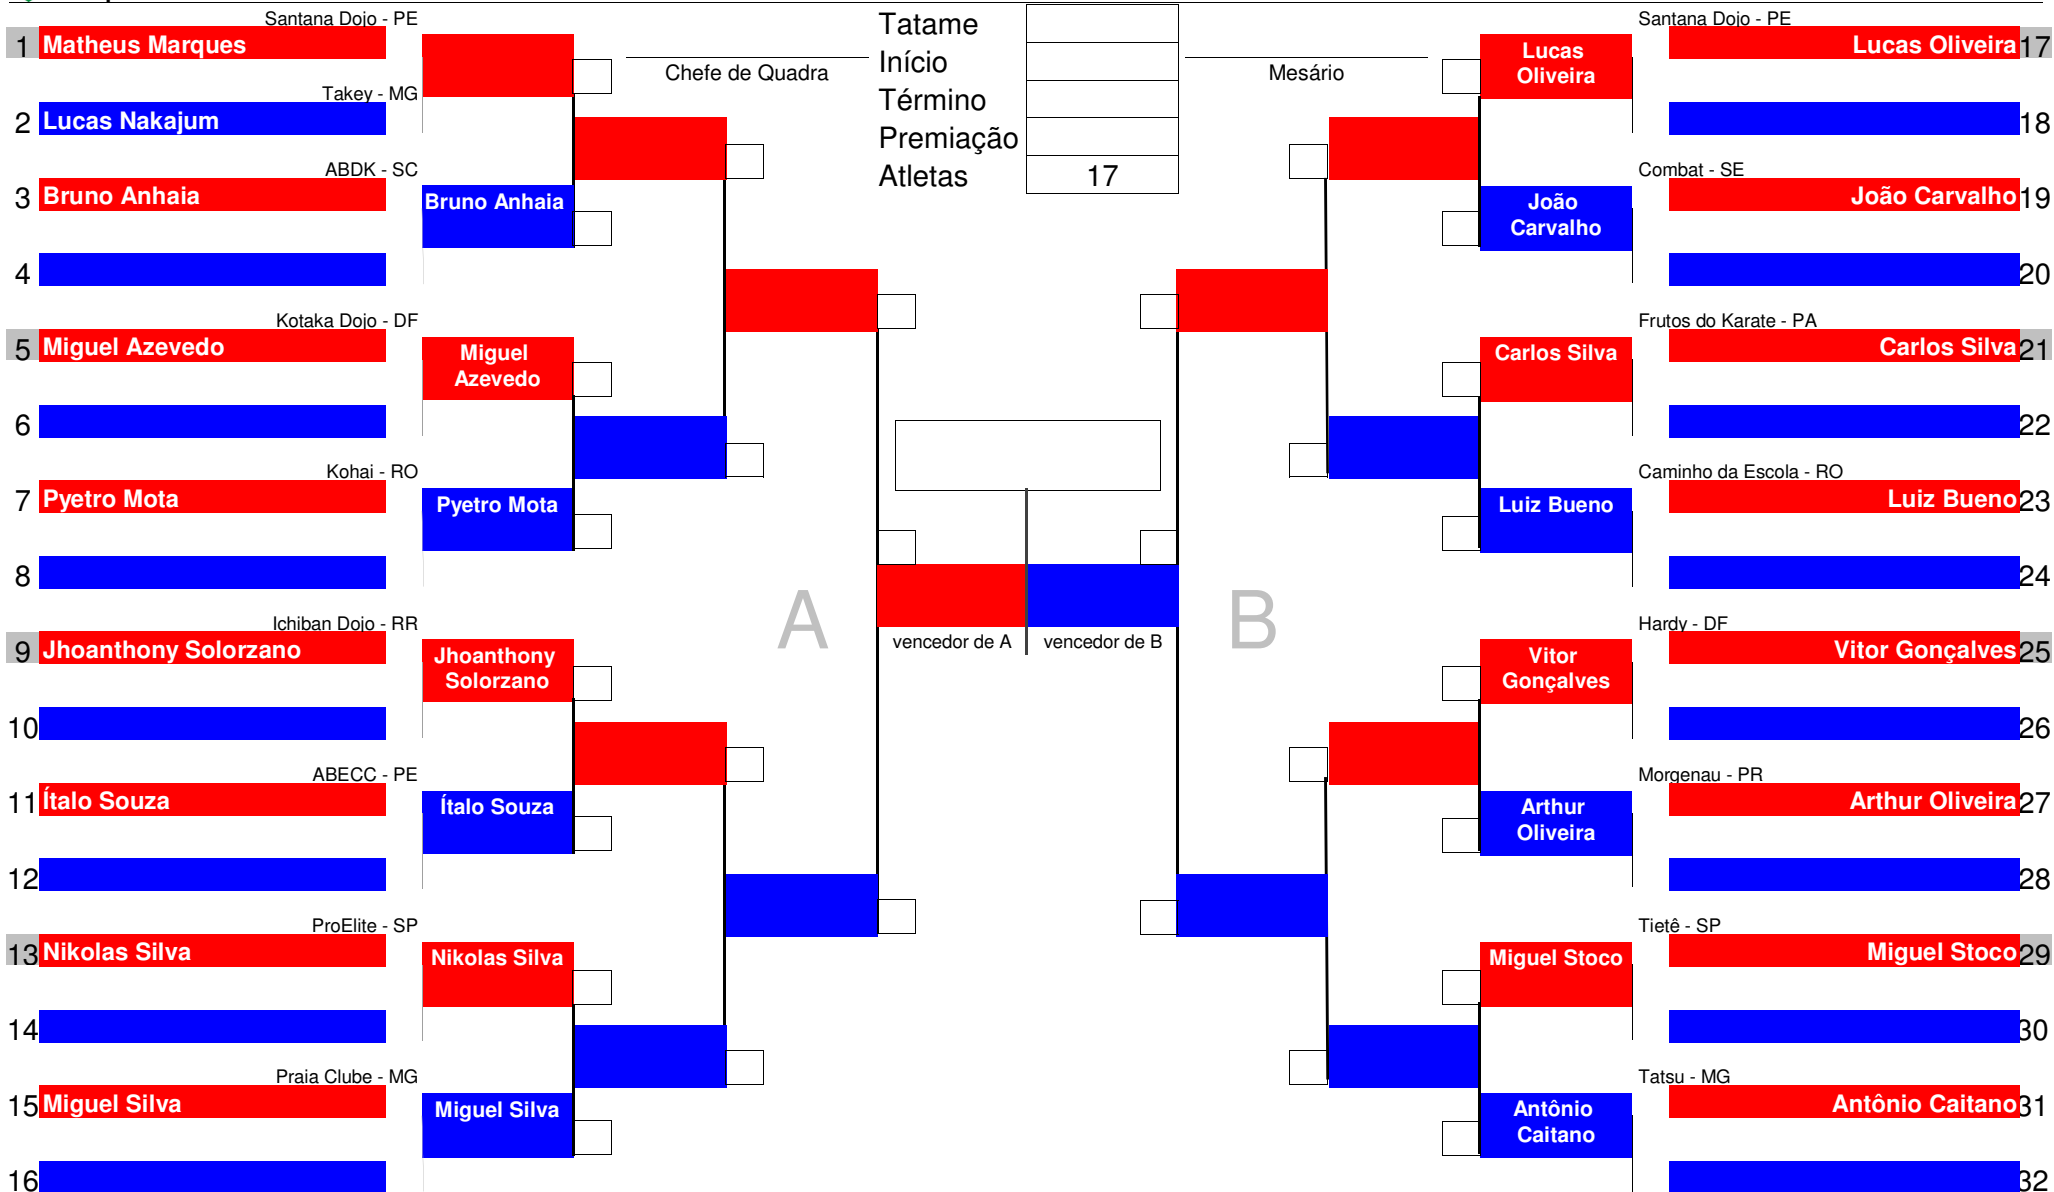 Santana Dojo - PE
1 Matheus Marques
Takey - MG
2 Lucas Nakajum
ABDK - SC
3 Bruno Anhaia
Bruno Anhaia
4
Kotaka Dojo - DF
5 Miguel Azevedo
Miguel
Azevedo
6
Kohai - RO
7 Pyetro Mota
Pyetro Mota
8
Ichiban Dojo - RR
9 Jhoanthony Solorzano
Jhoanthony
Solorzano
10
ABECC - PE
11 Ítalo Souza
Ítalo Souza
12
ProElite - SP
13 Nikolas Silva
Nikolas Silva
14
Praia Clube - MG
15 Miguel Silva
Miguel Silva
16
Chefe de Quadra
Tatame
Início
Término
Premiação
Atletas 17
Mesário
A
B
vencedor de A
vencedor de B
Santana Dojo - PE
Lucas Oliveira 17
Lucas
Oliveira
18
Combat - SE
João Carvalho 19
João
Carvalho
20
Frutos do Karate - PA
Carlos Silva 21
Carlos Silva
22
Caminho da Escola - RO
Luiz Bueno 23
Luiz Bueno
24
Hardy - DF
Vitor Gonçalves 25
Vitor
Gonçalves
26
Morgenau - PR
Arthur Oliveira 27
Arthur
Oliveira
28
Tietê - SP
Miguel Stoco 29
Miguel Stoco
30
Tatsu - MG
Antônio Caitano 31
Antônio
Caitano
32